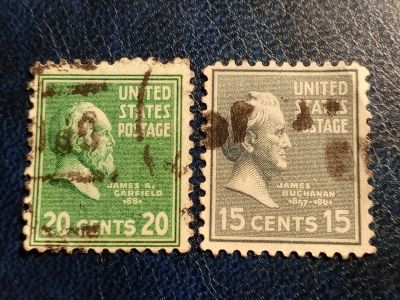 UNITED
STATES
POSTAGE
JAMES A.
GARFIELD
1881
20 CENTS 20
UNITED
STATES
POSTAGE
JAMES
BUCHANAN
1857-1861
15 CENTS 15